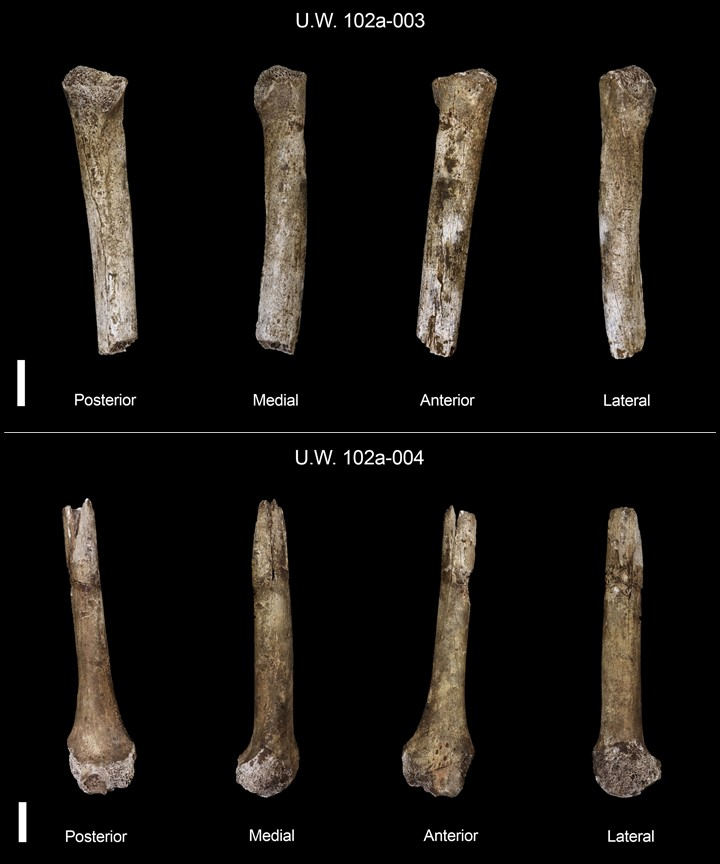 U.W. 102a-003
Posterior Medial Anterior Lateral
U.W. 102a-004
Posterior Medial Anterior Lateral